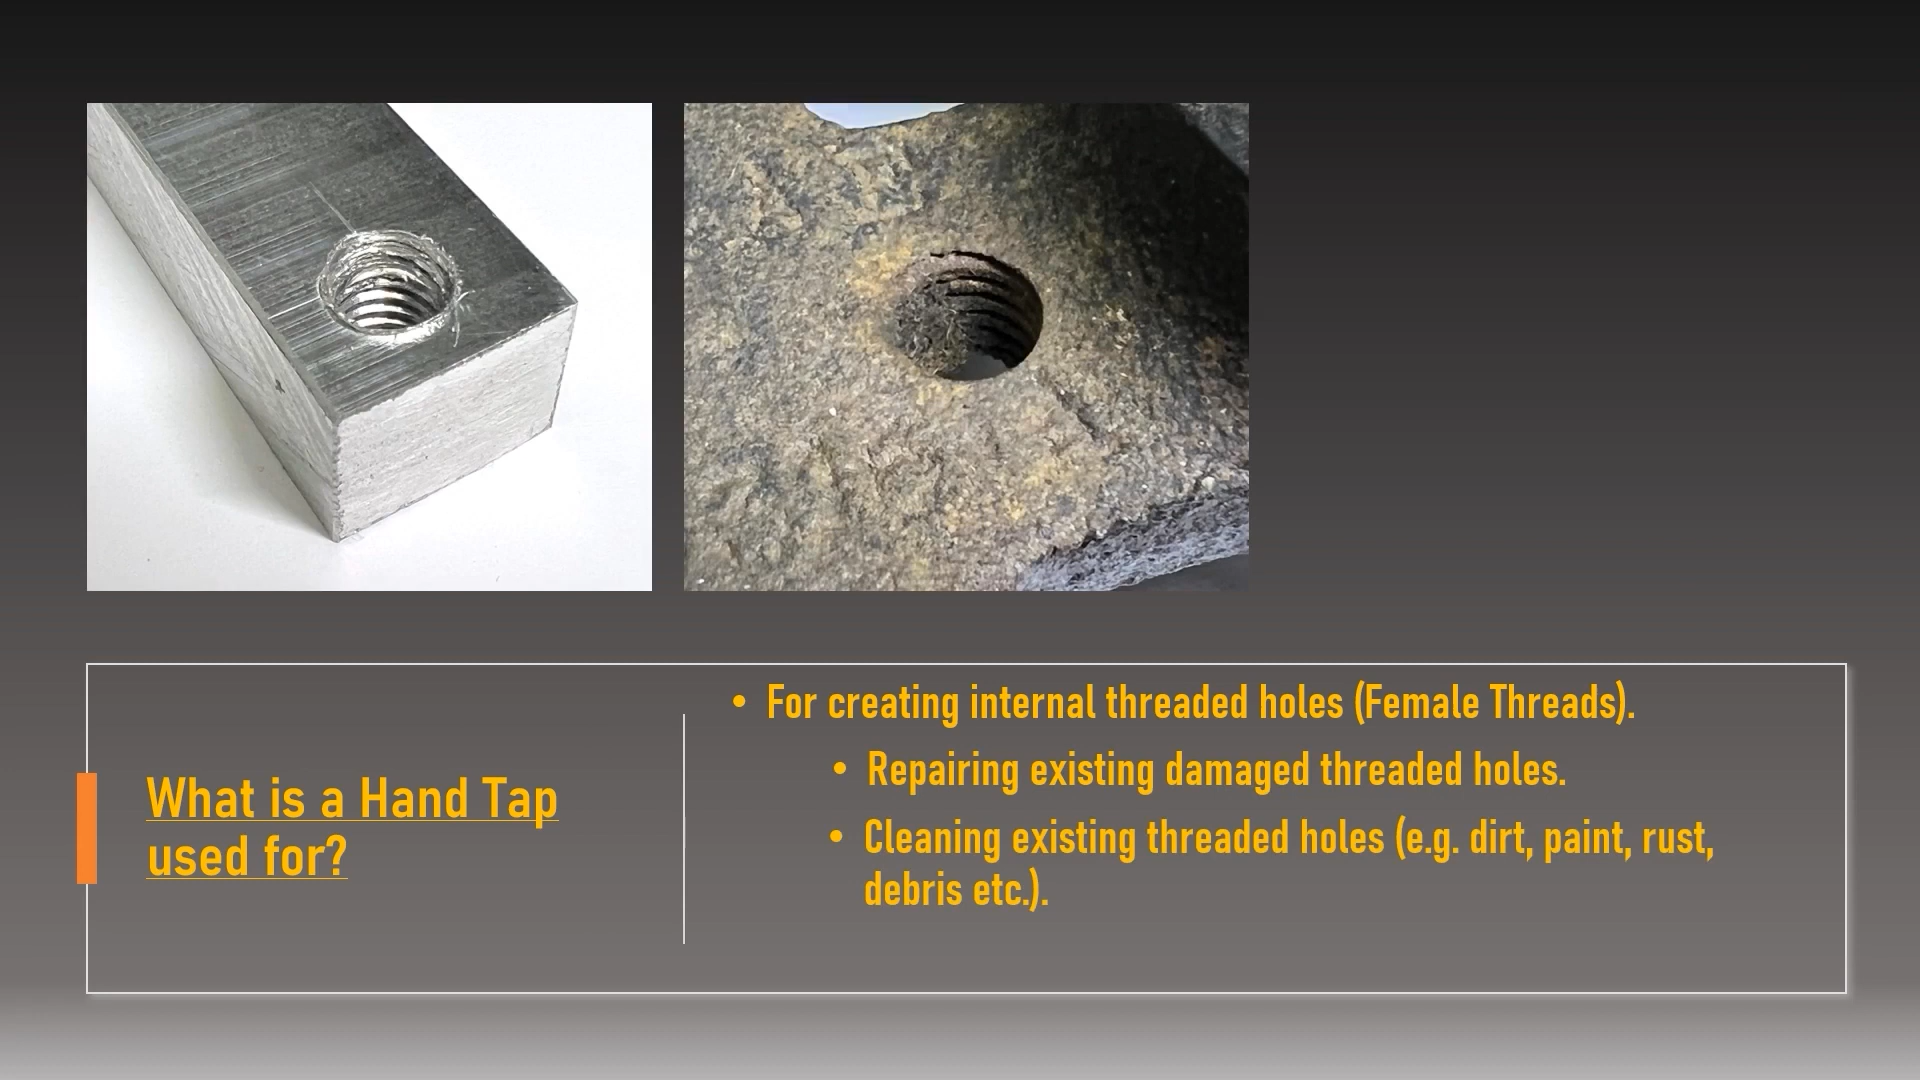 What is a Hand Tap
used for?
• For creating internal threaded holes (Female Threads).
• Repairing existing damaged threaded holes.
• Cleaning existing threaded holes (e.g. dirt, paint, rust,
debris etc.).